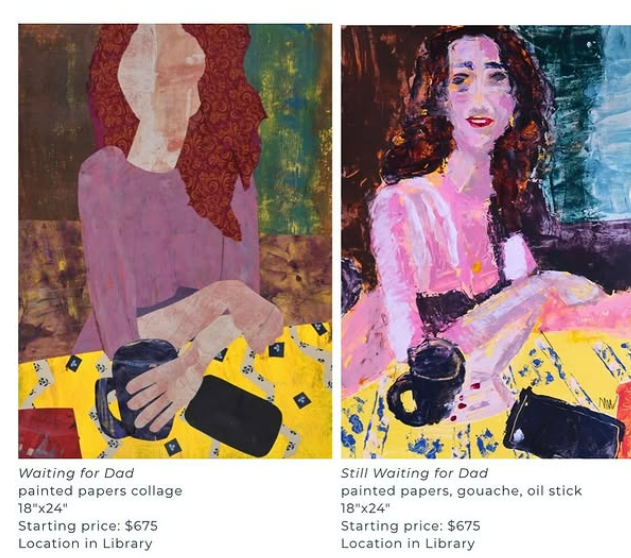 Waiting for Dad
painted papers collage
18"x24"
Starting price: $675
Location in Library
Still Waiting for Dad
painted papers, gouache, oil stick
18"x24"
Starting price: $675
Location in Library